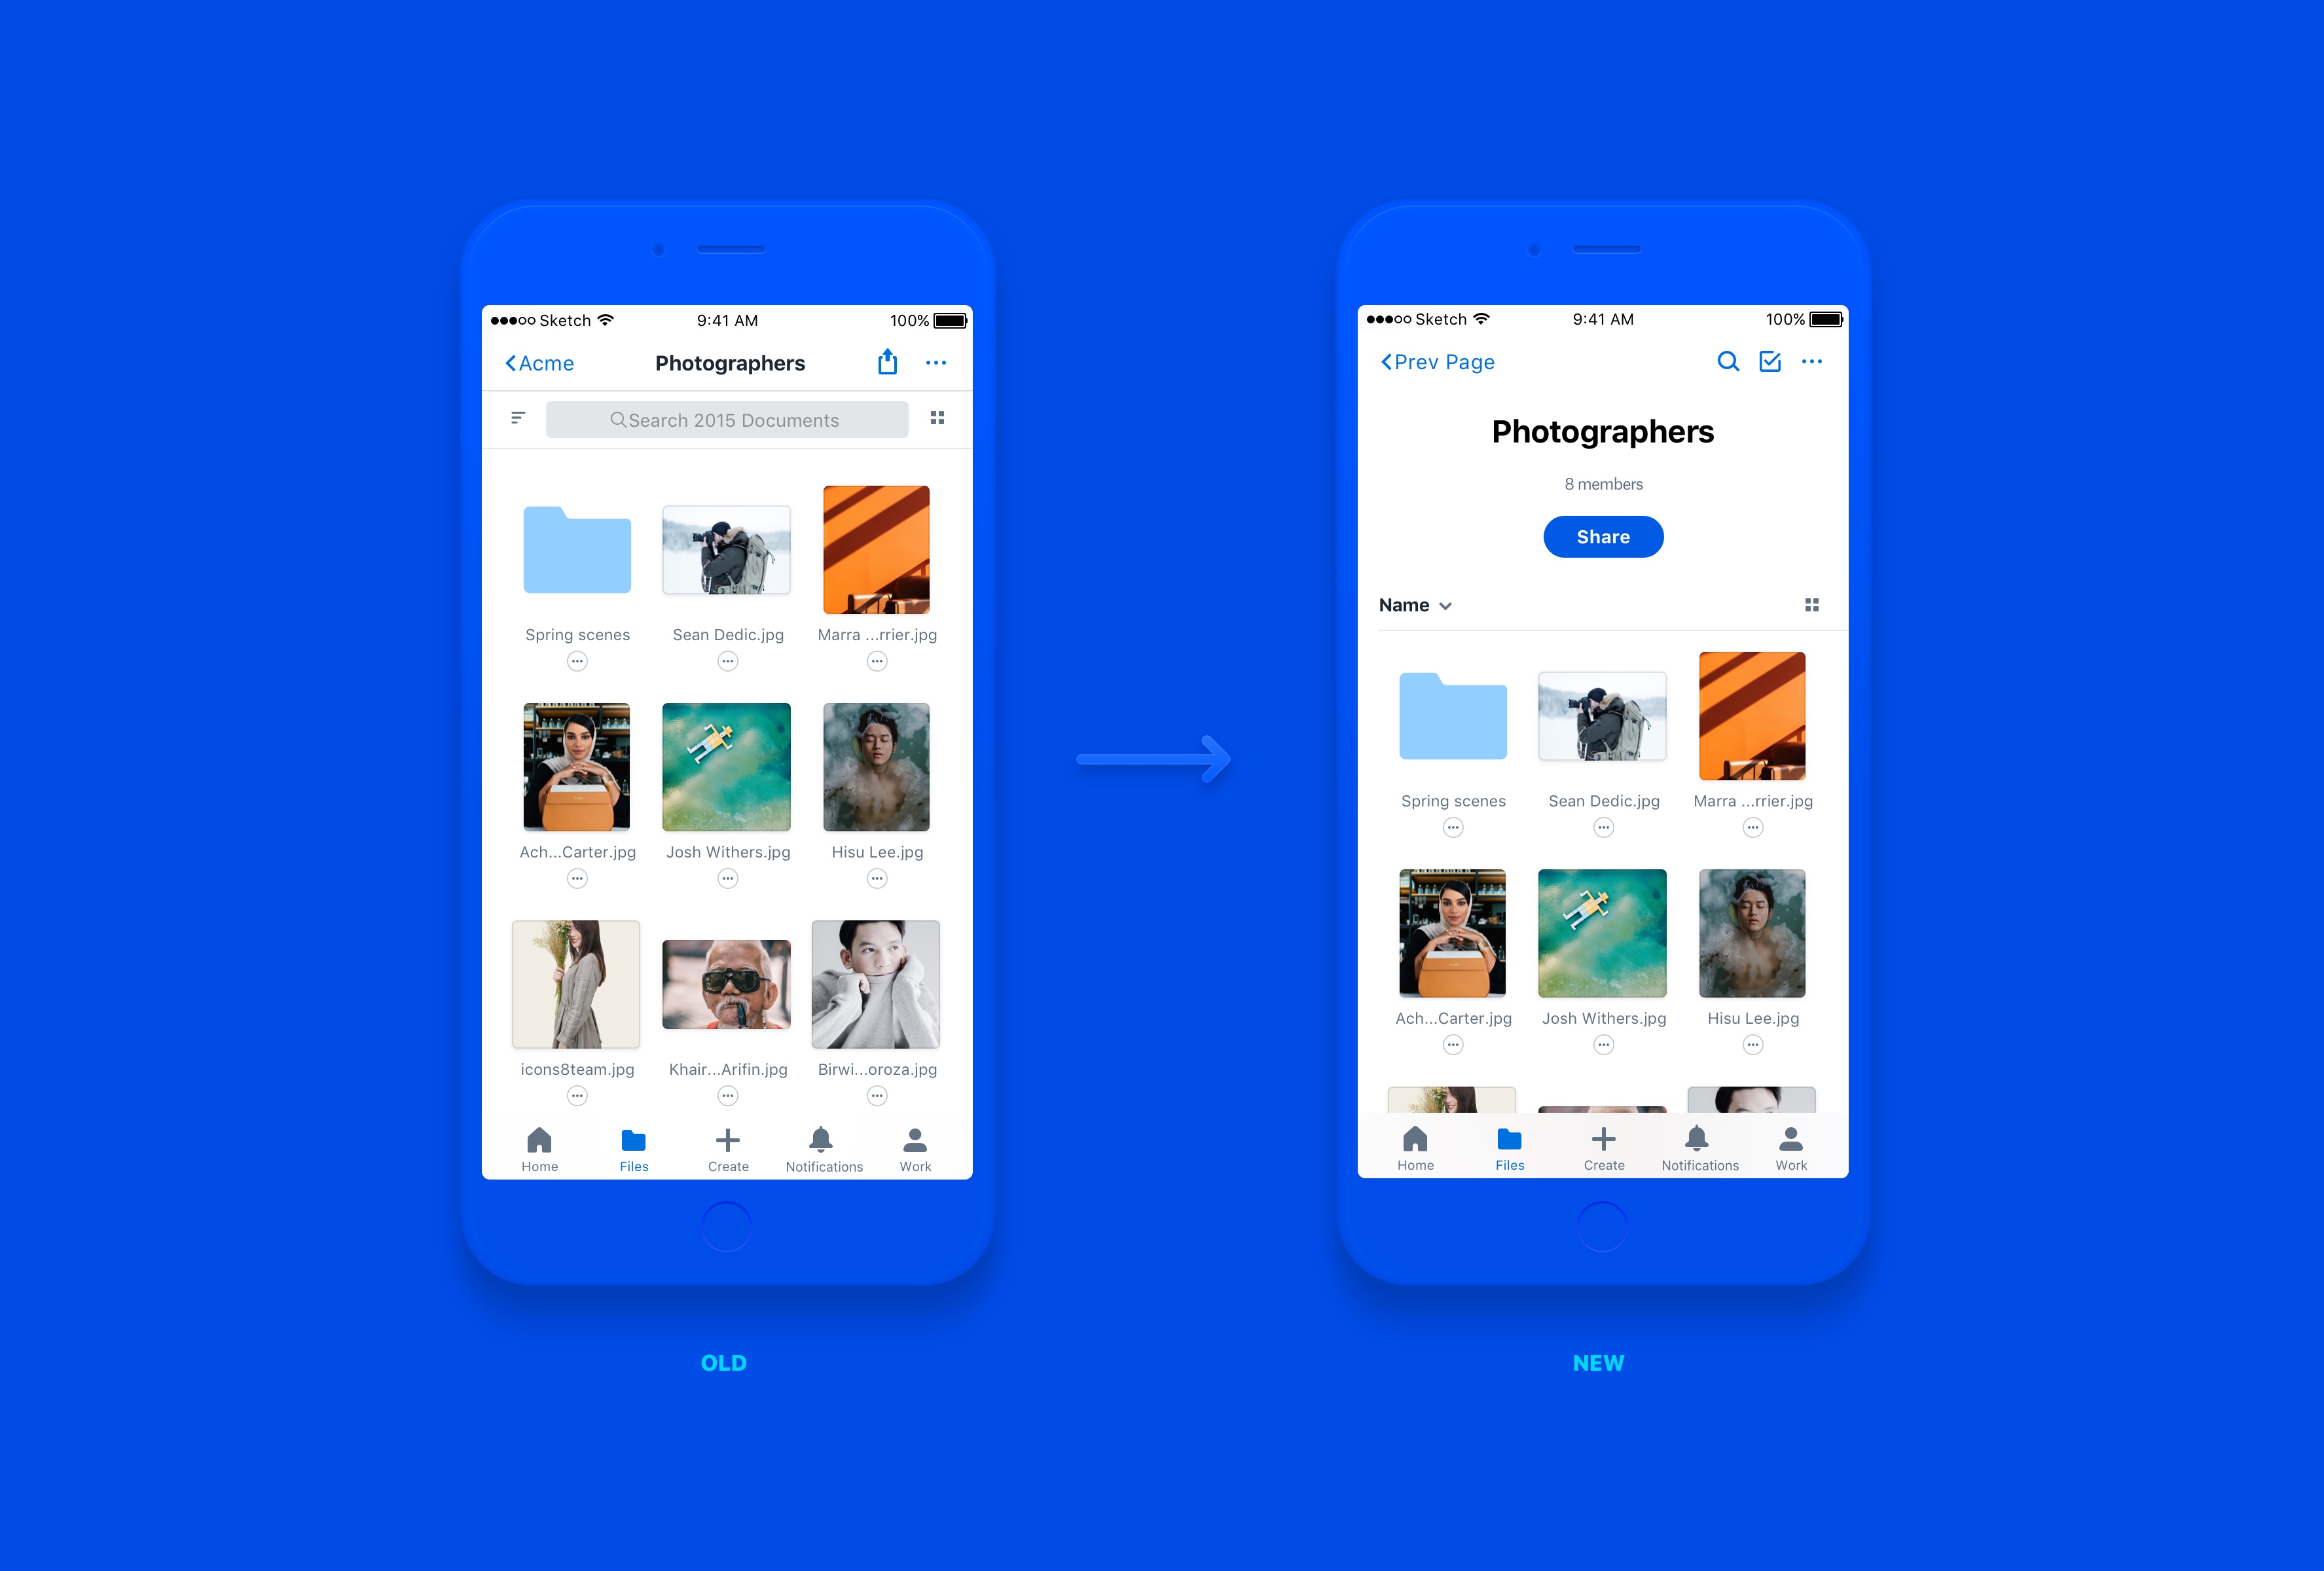 Sketch 9:41 AM 100%
Acme Photographers
Search 2015 Documents
Spring scenes Sean Dedic.jpg Marra ...rrier.jpg
Ach...Carter.jpg Josh Withers.jpg Hisu Lee.jpg
icons8team.jpg Khair...Arifin.jpg Birwi...oroza.jpg
Home Files Create Notifications Work
OLD
Sketch 9:41 AM 100%
Prev Page
Photographers
8 members
Share
Name
Spring scenes Sean Dedic.jpg Marra ...rrier.jpg
Ach...Carter.jpg Josh Withers.jpg Hisu Lee.jpg
Home Files Create Notifications Work
NEW